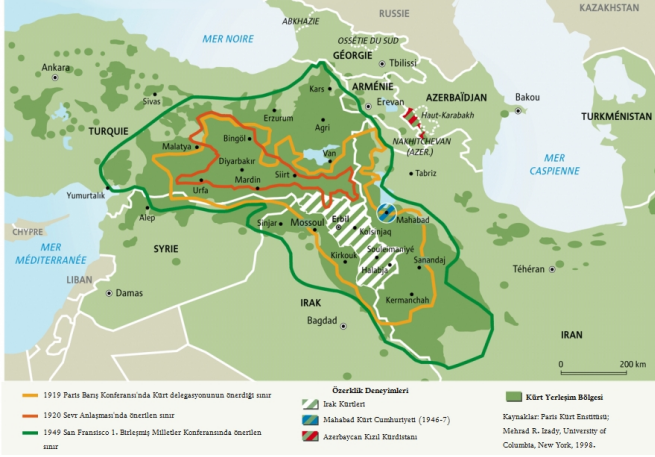 RUSSIE
KAZAKHSTAN
ABKHAZIE
MER NOIRE
OSSÉTIE DU SUD
GÉORGIE
Tbilissi
Ankara
Sivas
Kars
ARMÉNIE
Erevan
AZERBAÏDJAN
Bakou
Haut-Karabakh
TURKMÉNISTAN
Erzurum
Agri
TURQUIE
Bingöl
Malatya
Van
NAKHITCHEVAN
(AZER.)
Diyarbakır
Siirt
Tabriz
MER
CASPIENNE
Mardin
Urfa
Yumurtalık
Alep
Sinjar
Mossoul
Erbil
Mahabad
Koisinjaq
CHYPRE
MER
MÉDITERRANÉE
SYRIE
Kirkouk
Souleimaniyé
Halabja
Sanandaj
Téhéran
LIBAN
Damas
IRAK
Kermanchah
Bagdad
IRAN
0 200 km
1919 Paris Barış Konferansı'nda Kürt delegasyonunun önerdiği sınır
1920 Sevr Anlaşması'nda önerilen sınır
1949 San Fransisco 1. Birleşmiş Milletler Konferansında önerilen
sınır
Özerklik Deneyimleri
Irak Kürtleri
Mahabad Kürt Cumhuriyeti (1946-7)
Azerbaycan Kızıl Kürdistanı
Kürt Yerleşim Bölgesi
Kaynaklar: Paris Kürt Enstitüsü;
Mehrad R. Izady, University of
Columbia, New York, 1998.